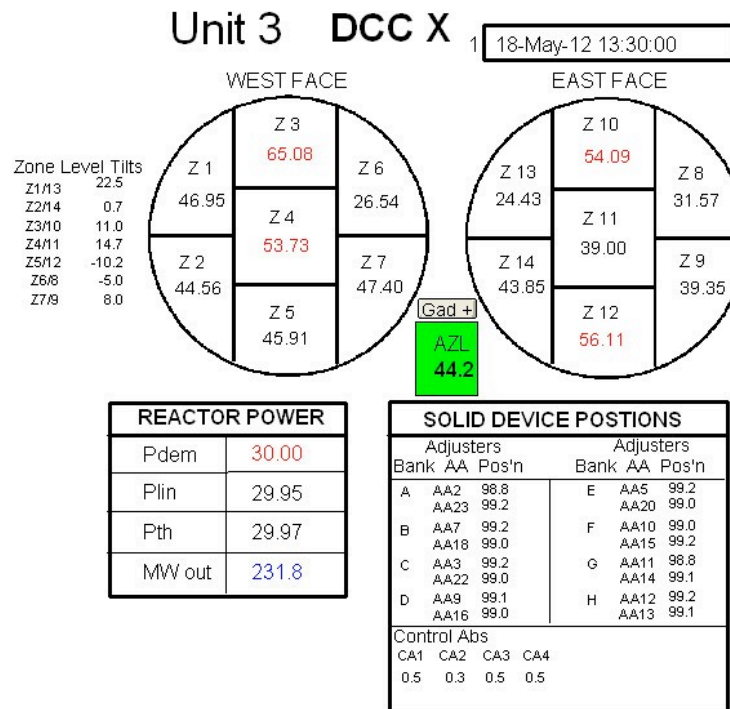 Unit 3 DCC X
1 18-May-12 13:30:00
WEST FACE
EAST FACE
Zone Level Tilts
Z1/13 22.5
Z2/14 0.7
Z3/10 11.0
Z4/11 14.7
Z5/12 -10.2
Z6/8 -5.0
Z7/9 8.0
Z 3
65.08
Z 1
46.95
Z 6
26.54
Z 4
53.73
Z 2
44.56
Z 7
47.40
Z 5
45.91
Z 10
54.09
Z 13
24.43
Z 8
31.57
Z 11
39.00
Z 14
43.85
Z 9
39.35
Z 12
56.11
Gad +
AZL
44.2
REACTOR POWER
Pdem 30.00
Plin 29.95
Pth 29.97
MW out 231.8
SOLID DEVICE POSTIONS
Adjusters Adjusters
Bank AA Pos'n Bank AA Pos'n
A AA2 98.8 E AA5 99.2
AA23 99.2 AA20 99.0
B AA7 99.2 F AA10 99.0
AA18 99.0 AA15 99.2
C AA3 99.2 G AA11 98.8
AA22 99.0 AA14 99.1
D AA9 99.1 H AA12 99.2
AA16 99.0 AA13 99.1
Control Abs
CA1 CA2 CA3 CA4
0.5 0.3 0.5 0.5